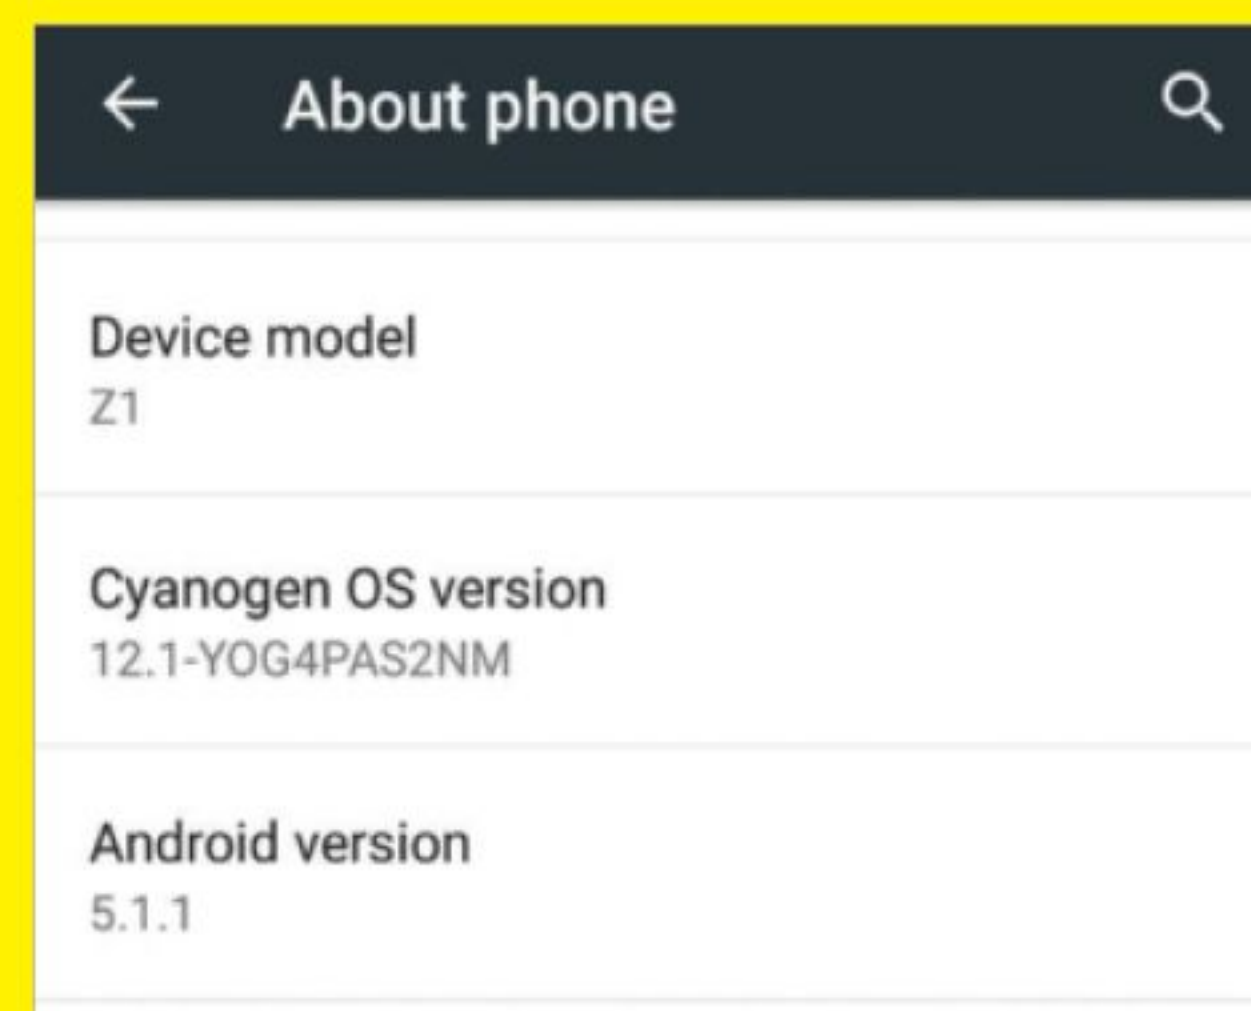 About phone
Device model
Z1
Cyanogen OS version
12.1-YOG4PAS2NM
Android version
5.1.1